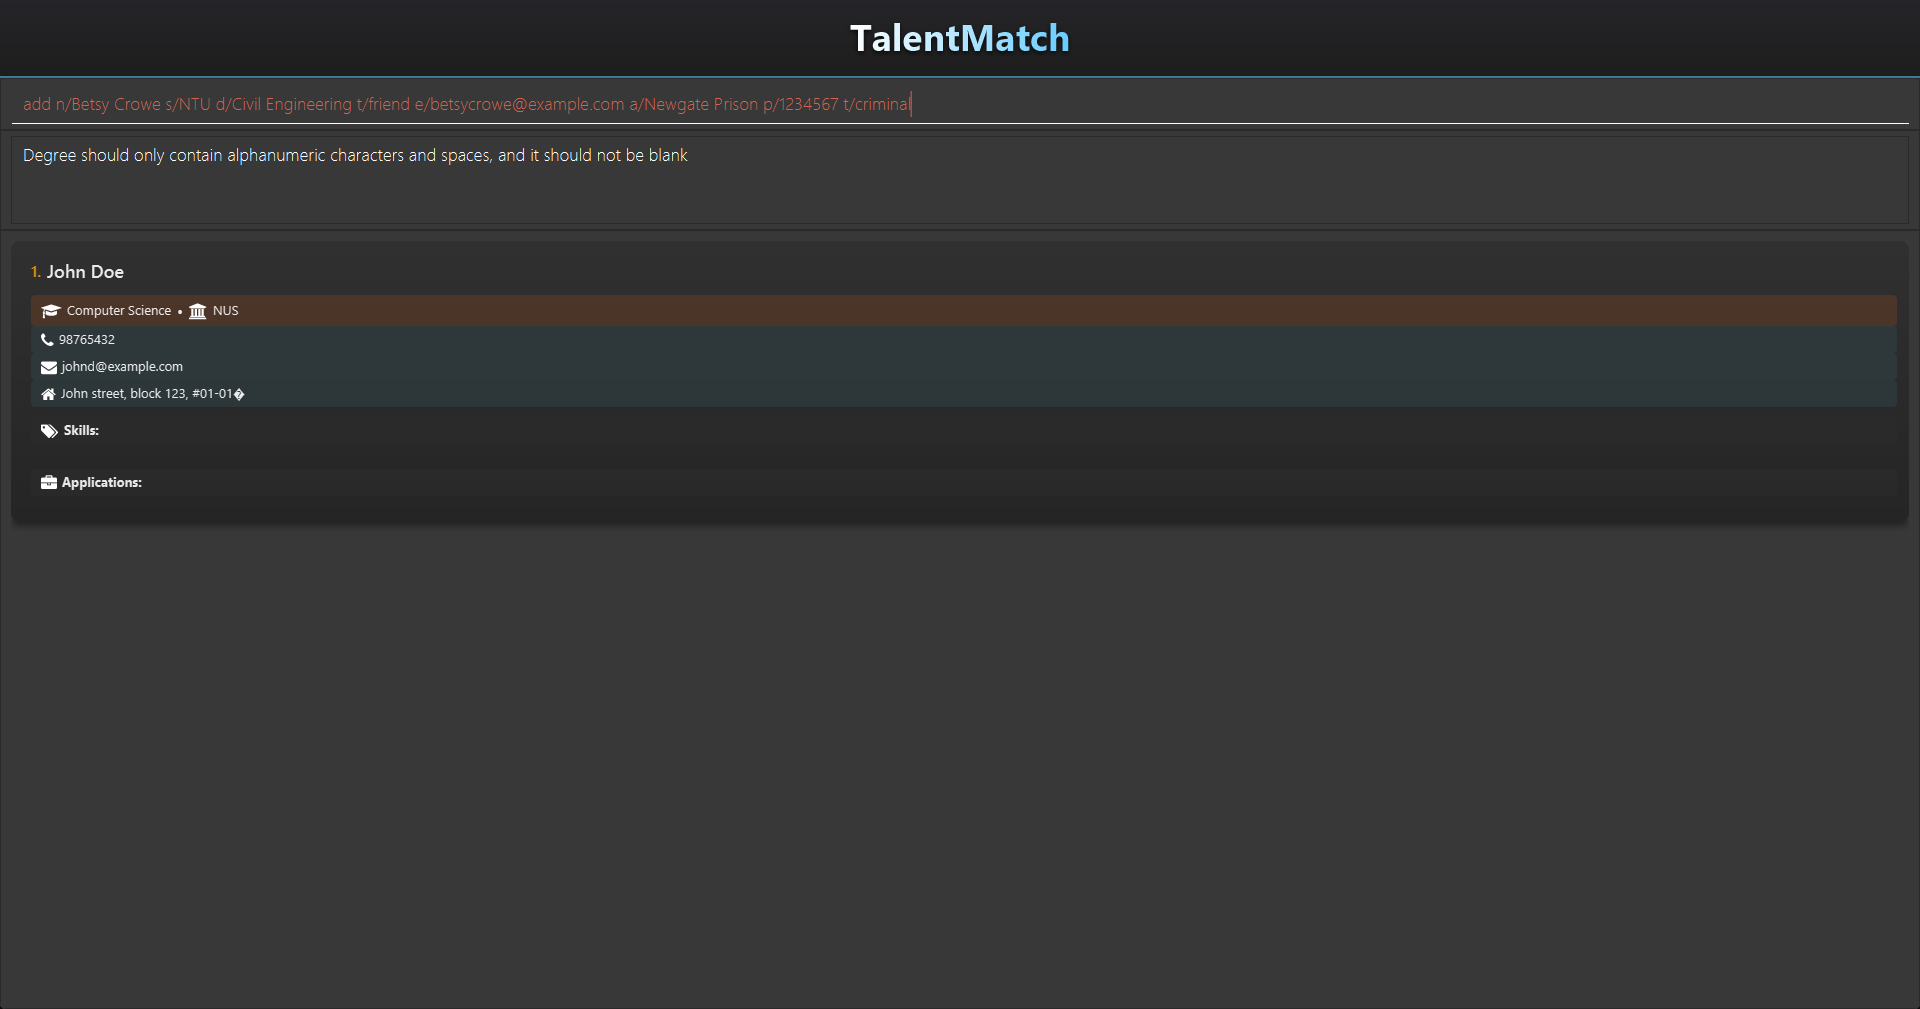 TalentMatch
add n/Betsy Crowe s/NTU d/Civil Engineering t/friend e/betsycrowe@example.com a/Newgate Prison p/1234567 t/criminal
Degree should only contain alphanumeric characters and spaces, and it should not be blank
1. John Doe
Computer Science • NUS
98765432
johnd@example.com
John street, block 123, #01-01�
Skills:
Applications: